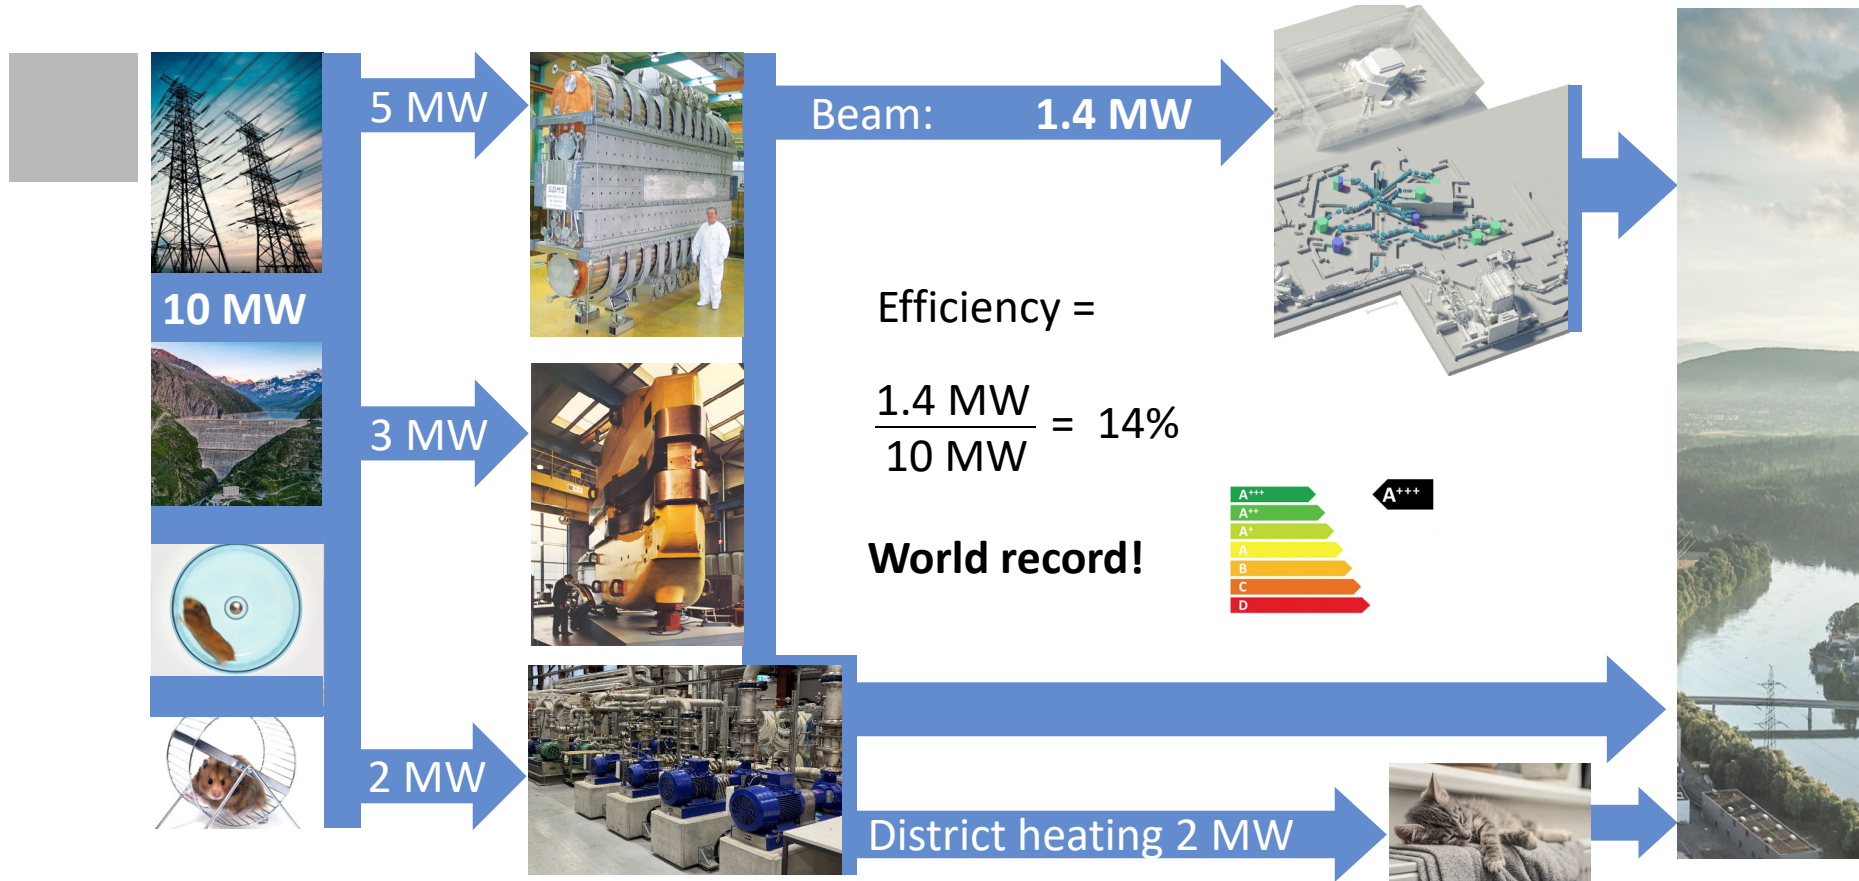 5 MW
Beam: 1.4 MW
SDMS
10 MW
Efficiency =
1.4 MW
10 MW
= 14%
3 MW
A+++
A++
A+
A
B
C
D
A+++
World record!
2 MW
District heating 2 MW